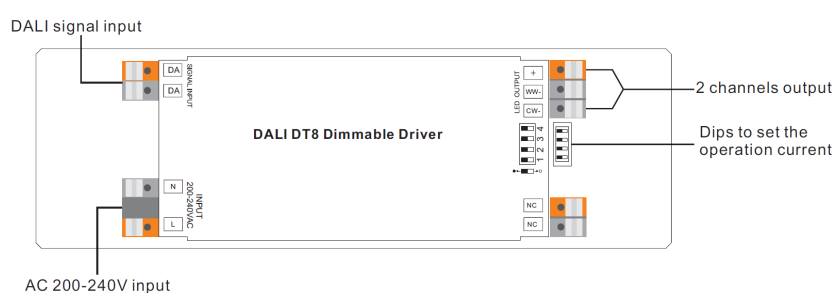 DALI signal input
DA
DA
SIGNAL INPUT
DALI DT8 Dimmable Driver
N
L
INPUT
200-240VAC
AC 200-240V input
LED OUTPUT
+
WW-
CW-
1 2 3 4
NC
NC
2 channels output
Dips to set the
operation current